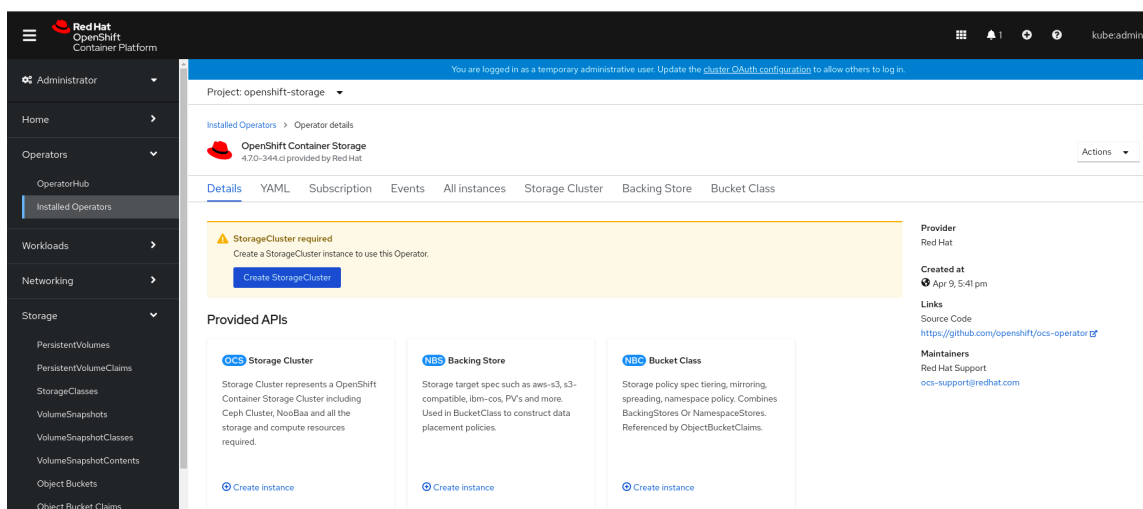 Red Hat
OpenShift
Container Platform
1
kube:admin
Administrator
Home
Operators
OperatorHub
Installed Operators
Workloads
Networking
Storage
PersistentVolumes
PersistentVolumeClaims
StorageClasses
VolumeSnapshots
VolumeSnapshotClasses
VolumeSnapshotContents
Object Buckets
Object Bucket Claims
You are logged in as a temporary administrative user. Update the cluster OAuth configuration to allow others to log in.
Project: openshift-storage
Installed Operators > Operator details
OpenShift Container Storage
4.7.0-344.ci provided by Red Hat
Actions
Details YAML Subscription Events All instances Storage Cluster Backing Store Bucket Class
StorageCluster required
Create a StorageCluster instance to use this Operator.
Create StorageCluster
Provided APIs
OCS Storage Cluster
Storage Cluster represents a OpenShift
Container Storage Cluster including
Ceph Cluster, NooBaa and all the
storage and compute resources
required.
Create instance
NBS Backing Store
Storage target spec such as aws-s3, s3-
compatible, ibm-cos, PV's and more.
Used in BucketClass to construct data
placement policies.
Create instance
NBC Bucket Class
Storage policy spec tiering, mirroring,
spreading, namespace policy. Combines
BackingStores Or NamespaceStores.
Referenced by ObjectBucketClaims.
Create instance
Provider
Red Hat
Created at
Apr 9, 5:41 pm
Links
Source Code
https://github.com/openshift/ocs-operator
Maintainers
Red Hat Support
ocs-support@redhat.com